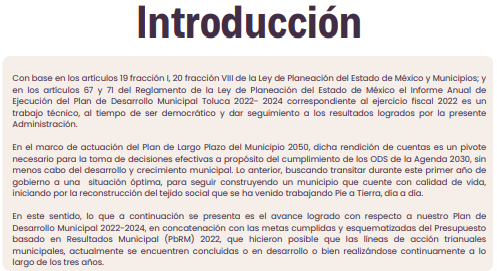 Introducción
Con base en los artículos 19 fracción I, 20 fracción VIII de la Ley de Planeación del Estado de México y Municipios; y
en los artículos 67 y 71 del Reglamento de la Ley de Planeación del Estado de México el Informe Anual de
Ejecución del Plan de Desarrollo Municipal Toluca 2022- 2024 correspondiente al ejercicio fiscal 2022 es un
trabajo técnico, al tiempo de ser democrático y dar seguimiento a los resultados logrados por la presente
Administración.
En el marco de actuación del Plan de Largo Plazo del Municipio 2050, dicha rendición de cuentas es un pivote
necesario para la toma de decisiones efectivas a propósito del cumplimiento de los ODS de la Agenda 2030, sin
menos cabo del desarrollo y crecimiento municipal. Lo anterior, buscando transitar durante este primer año de
gobierno a una situación óptima, para seguir construyendo un municipio que cuente con calidad de vida,
iniciando por la reconstrucción del tejido social que se ha venido trabajando Pie a Tierra, día a día.
En este sentido, lo que a continuación se presenta es el avance logrado con respecto a nuestro Plan de
Desarrollo Municipal 2022-2024, en concatenación con las metas cumplidas y esquematizadas del Presupuesto
basado en Resultados Municipal (PbRM) 2022, que hicieron posible que las líneas de acción trianuales
municipales, actualmente se encuentren concluidas o en desarrollo o bien realizándose continuamente a lo
largo de los tres años.